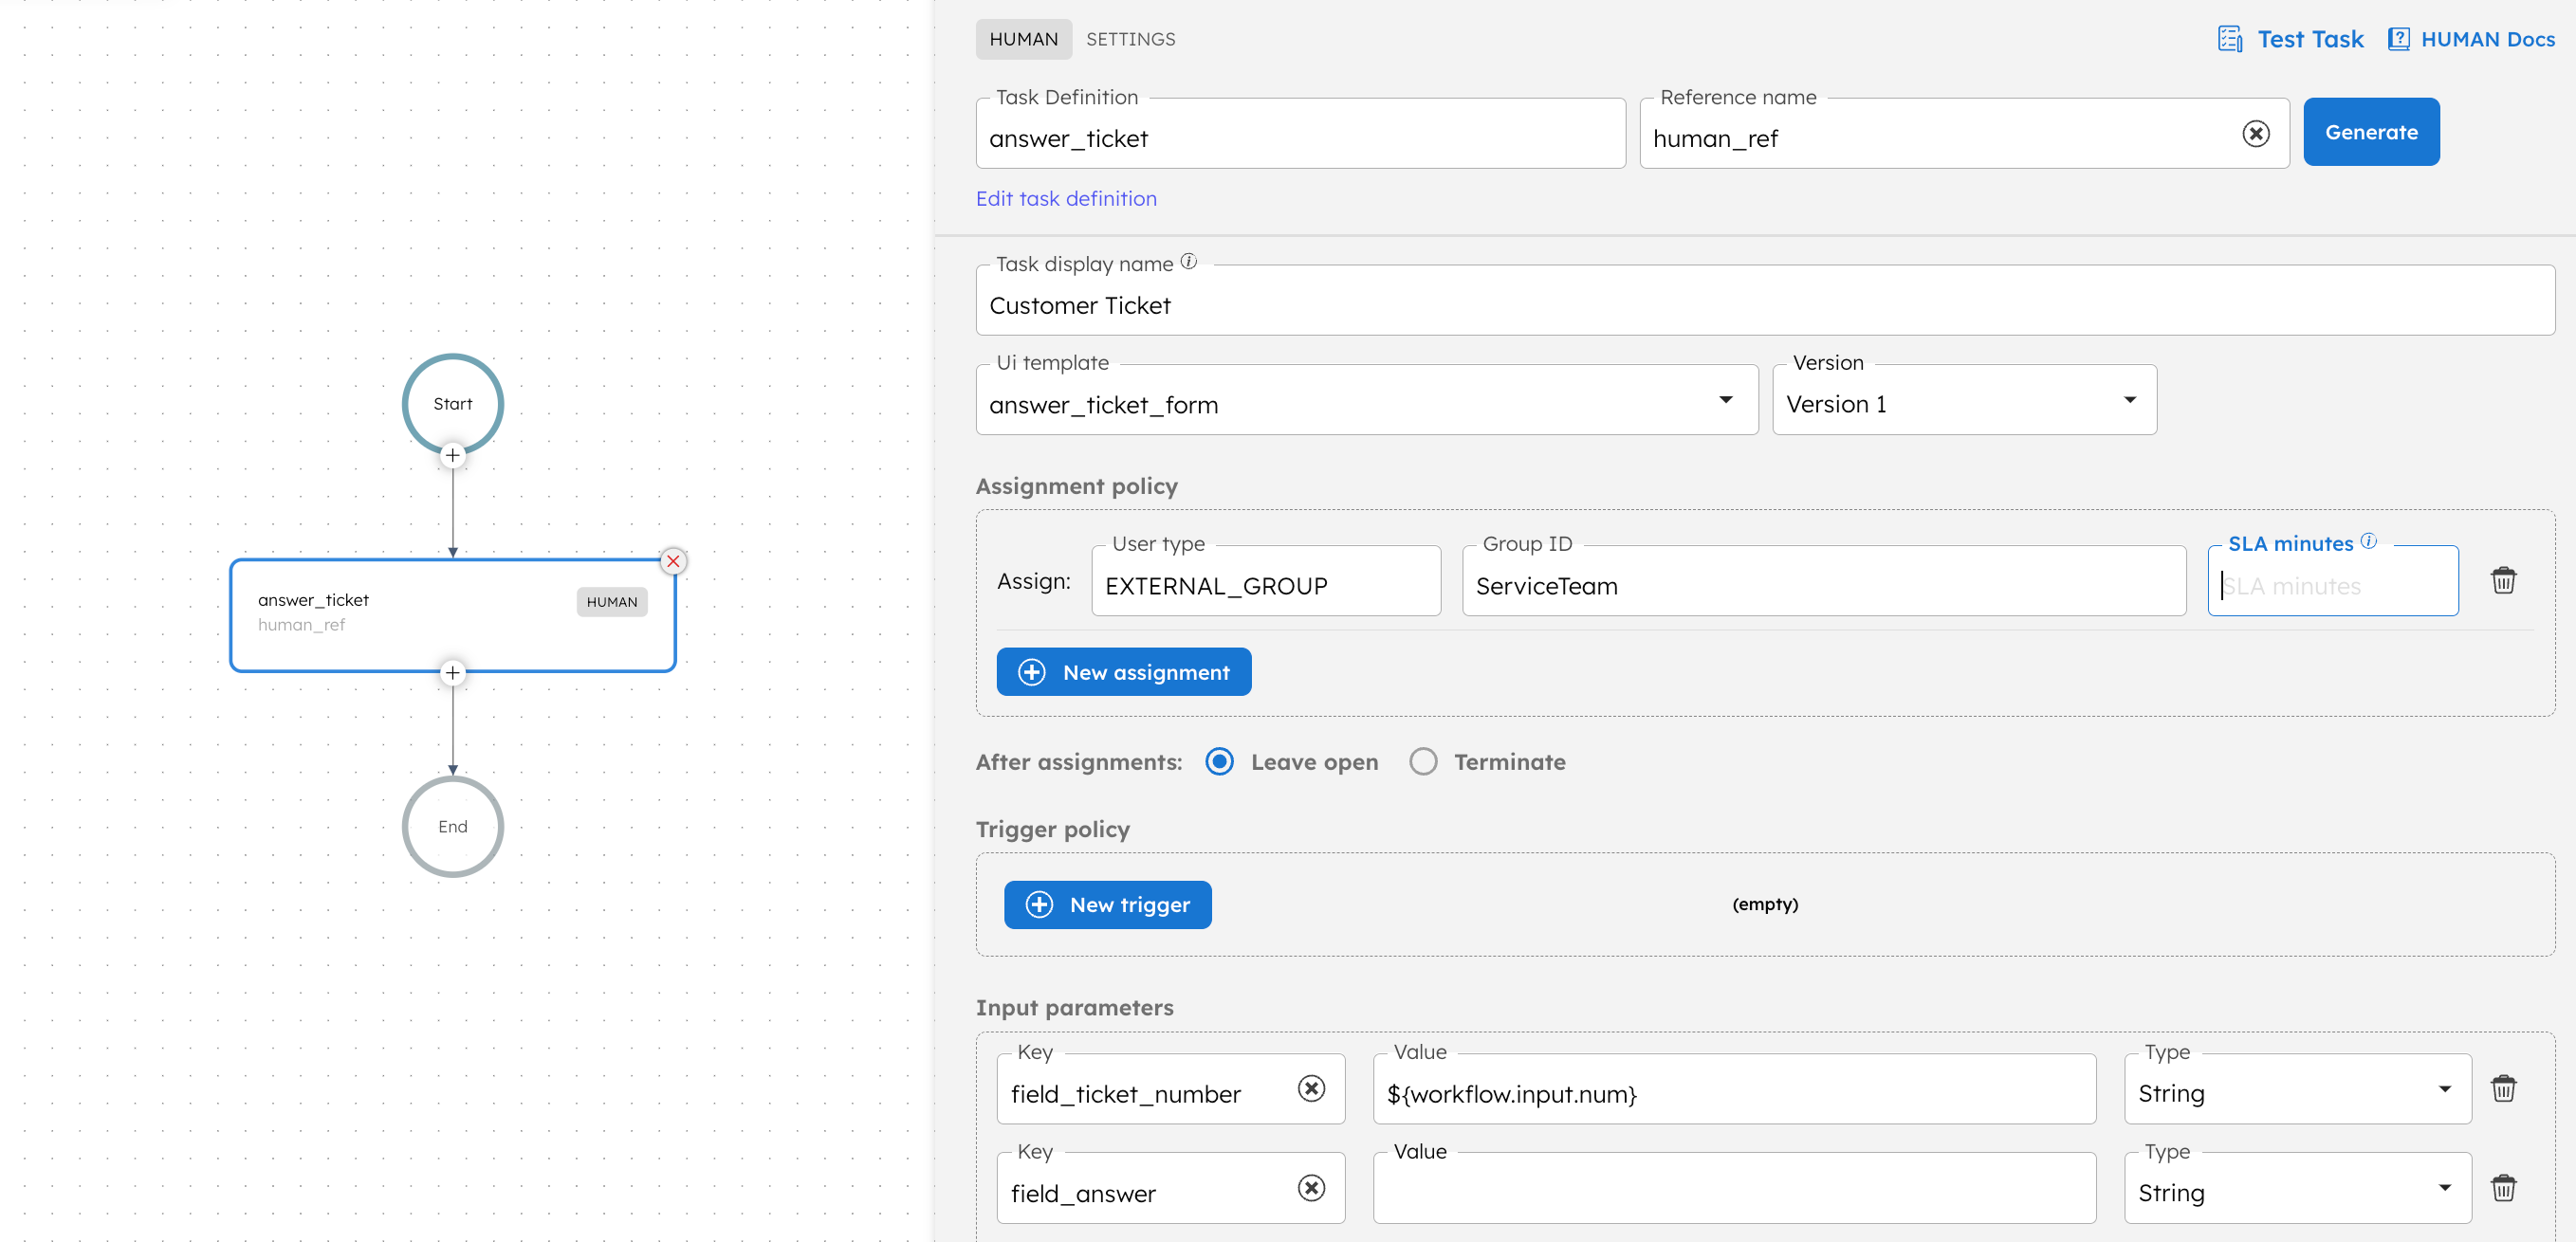 Start
answer_ticket
HUMAN
human_ref
End
HUMAN SETTINGS
Test Task HUMAN Docs
Task Definition
answer_ticket
Reference name
human_ref
Generate
Edit task definition
Task display name
Customer Ticket
Ui template
answer_ticket_form
Version
Version 1
Assignment policy
Assign:
User type
EXTERNAL_GROUP
Group ID
ServiceTeam
SLA minutes
SLA minutes
New assignment
After assignments: Leave open Terminate
Trigger policy
New trigger
(empty)
Input parameters
Key
field_ticket_number
Value
${workflow.input.num}
Type
String
Key
field_answer
Value
Type
String